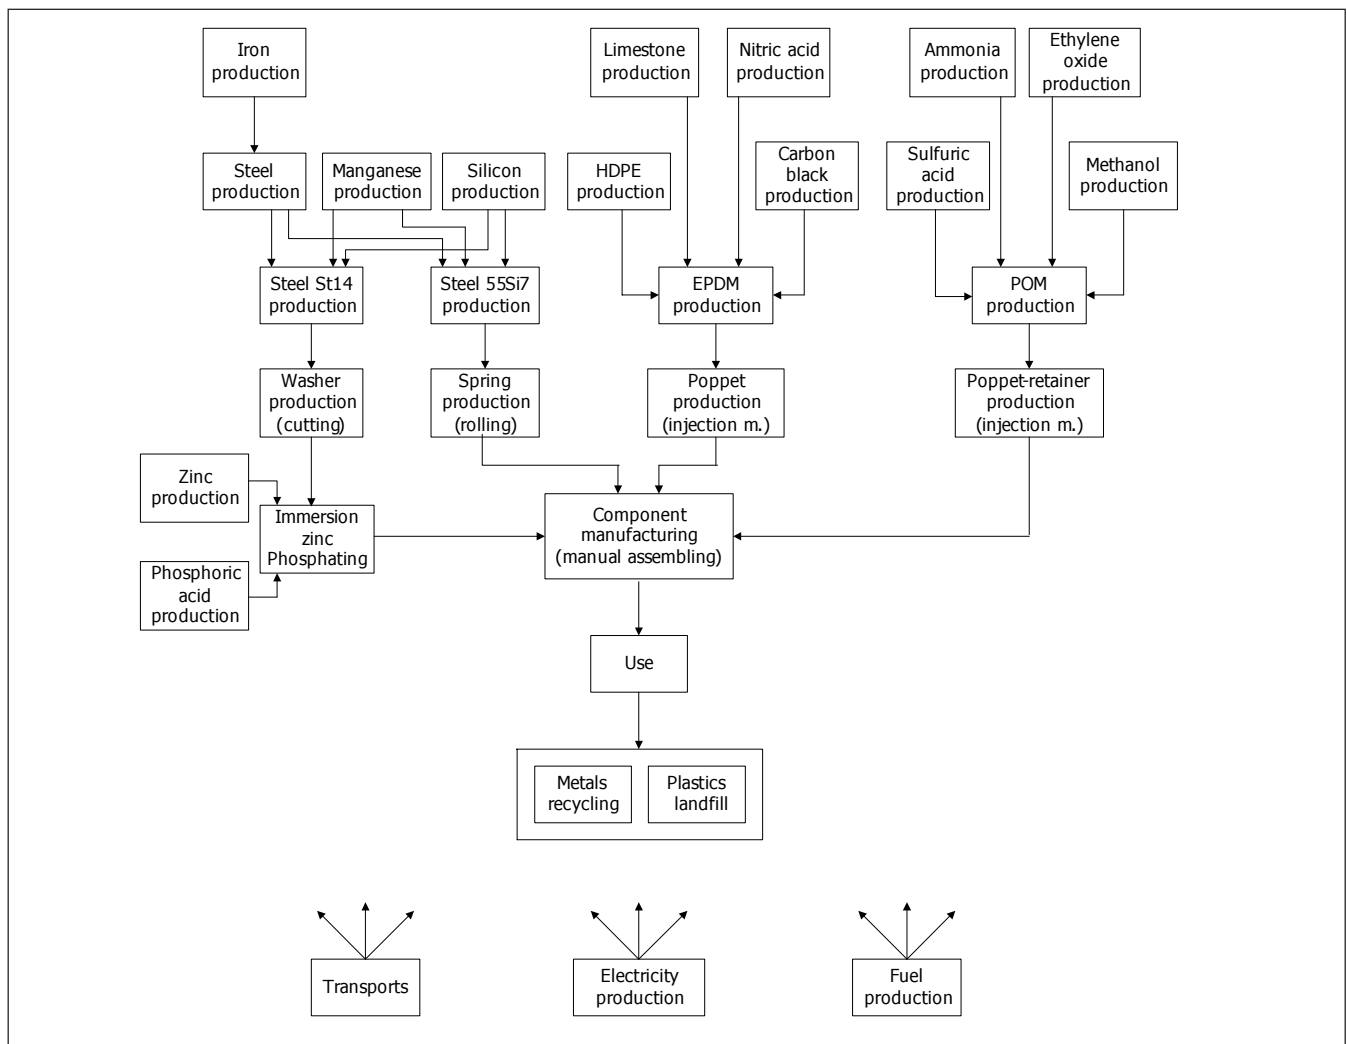 Iron
production
Limestone
production
Nitric acid
production
Ammonia
production
Ethylene
oxide
production
Steel
production
Manganese
production
Silicon
production
HDPE
production
Carbon
black
production
Sulfuric
acid
production
Methanol
production
Steel St14
production
Steel 55Si7
production
EPDM
production
POM
production
Washer
production
(cutting)
Spring
production
(rolling)
Poppet
production
(injection m.)
Poppet-retainer
production
(injection m.)
Zinc
production
Immersion
zinc
Phosphating
Component
manufacturing
(manual assembling)
Phosphoric
acid
production
Use
Metals
recycling
Plastics
landfill
Transports
Electricity
production
Fuel
production